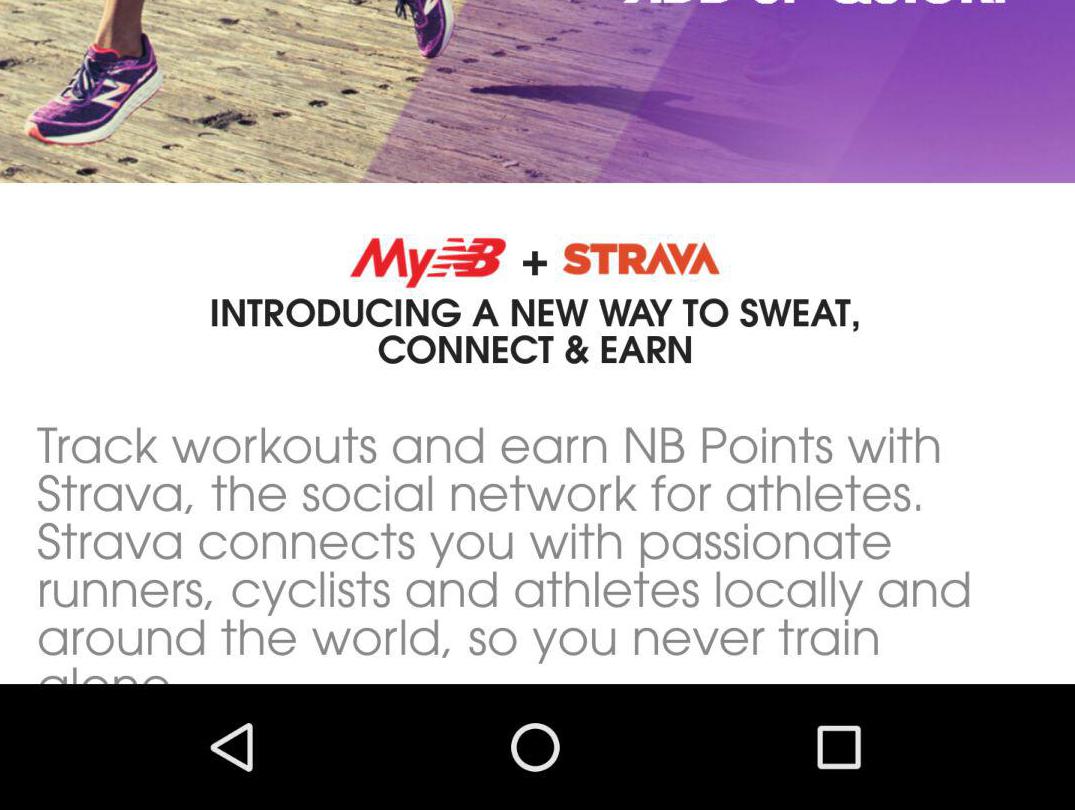 MyNB + STRAVA
INTRODUCING A NEW WAY TO SWEAT,
CONNECT & EARN
Track workouts and earn NB Points with
Strava, the social network for athletes.
Strava connects you with passionate
runners, cyclists and athletes locally and
around the world, so you never train
alone